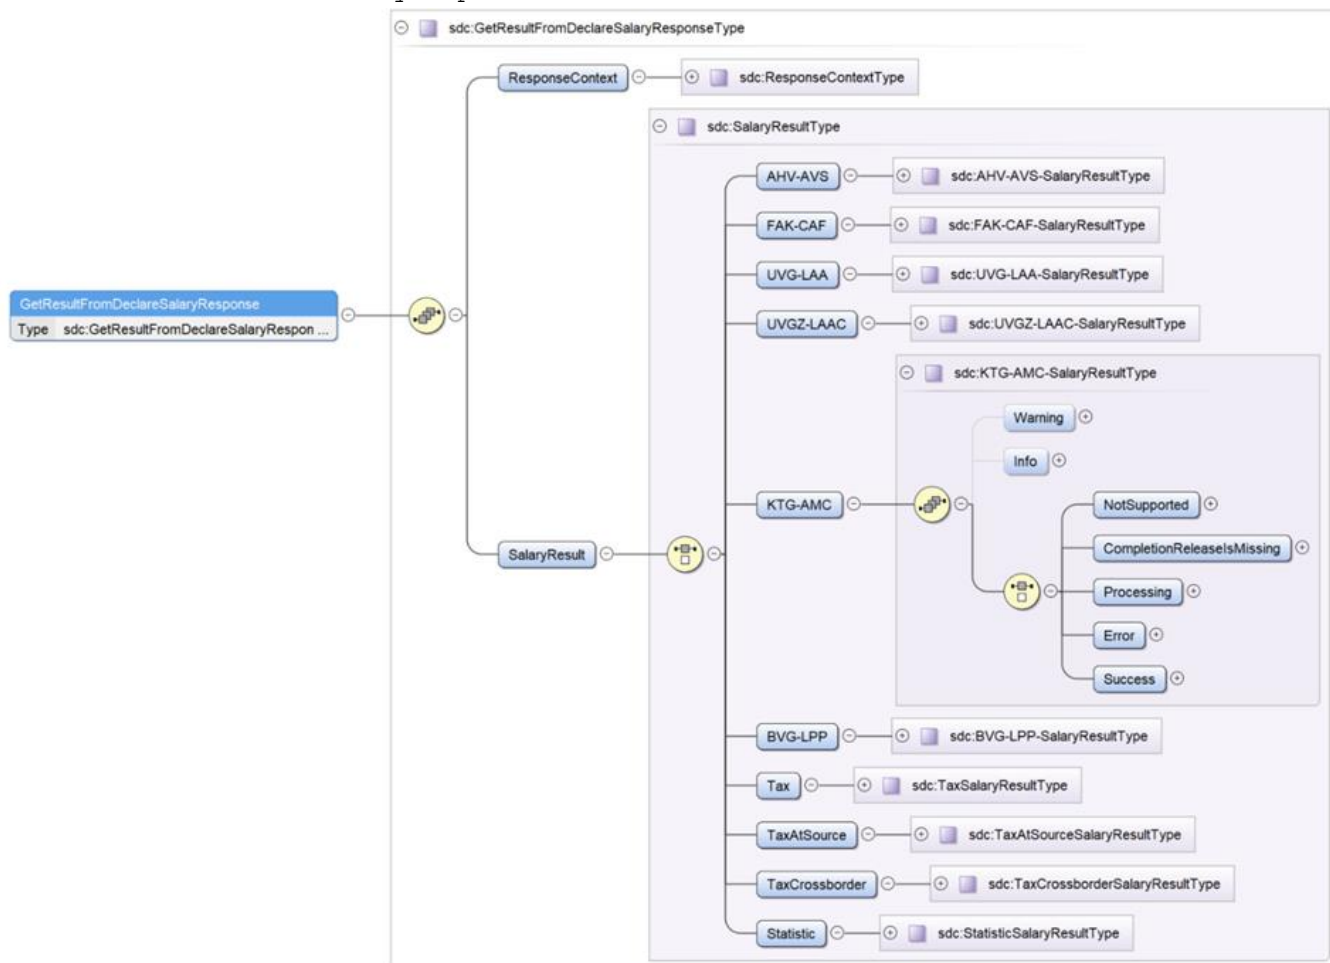 sdc:GetResultFromDeclareSalaryResponseType
ResponseContext
sdc:ResponseContextType
sdc:SalaryResultType
AHV-AVS
sdc:AHV-AVS-SalaryResultType
FAK-CAF
sdc:FAK-CAF-SalaryResultType
UVG-LAA
sdc:UVG-LAA-SalaryResultType
GetResultFromDeclareSalaryResponse
Type sdc:GetResultFromDeclareSalaryRespon ...
UVGZ-LAAC
sdc:UVGZ-LAAC-SalaryResultType
sdc:KTG-AMC-SalaryResultType
Warning
Info
KTG-AMC
NotSupported
SalaryResult
CompletionReleaseIsMissing
Processing
Error
Success
BVG-LPP
sdc:BVG-LPP-SalaryResultType
Tax
sdc:TaxSalaryResultType
TaxAtSource
sdc:TaxAtSourceSalaryResultType
TaxCrossborder
sdc:TaxCrossborderSalaryResultType
Statistic
sdc:StatisticSalaryResultType